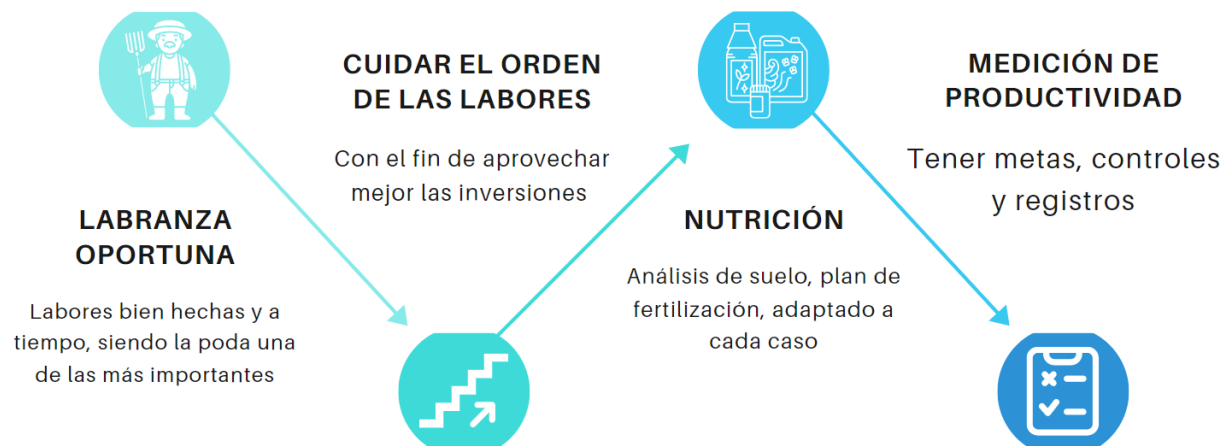 LABRANZA
OPORTUNA
Labores bien hechas y a
tiempo, siendo la poda una
de las más importantes
CUIDAR EL ORDEN
DE LAS LABORES
Con el fin de aprovechar
mejor las inversiones
NUTRICIÓN
Análisis de suelo, plan de
fertilización, adaptado a
cada caso
MEDICIÓN DE
PRODUCTIVIDAD
Tener metas, controles
y registros